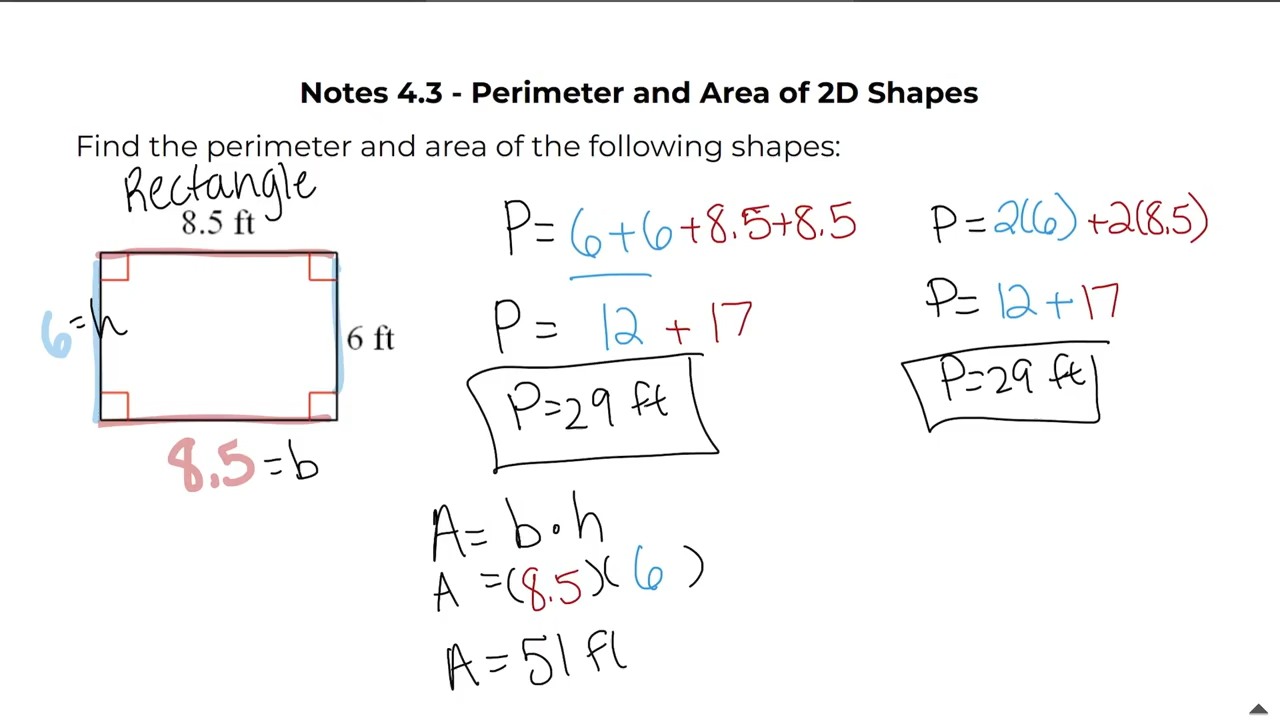 Notes 4.3 - Perimeter and Area of 2D Shapes
Find the perimeter and area of the following shapes:
Rectangle
8.5 ft
6 = h
6 ft
8.5 = b
P = 6 + 6 + 8.5 + 8.5
P = 12 + 17
P = 29 ft
P = 2(6) + 2(8.5)
P = 12 + 17
P = 29 ft
A = b · h
A = (8.5)( 6 )
A = 51 ft